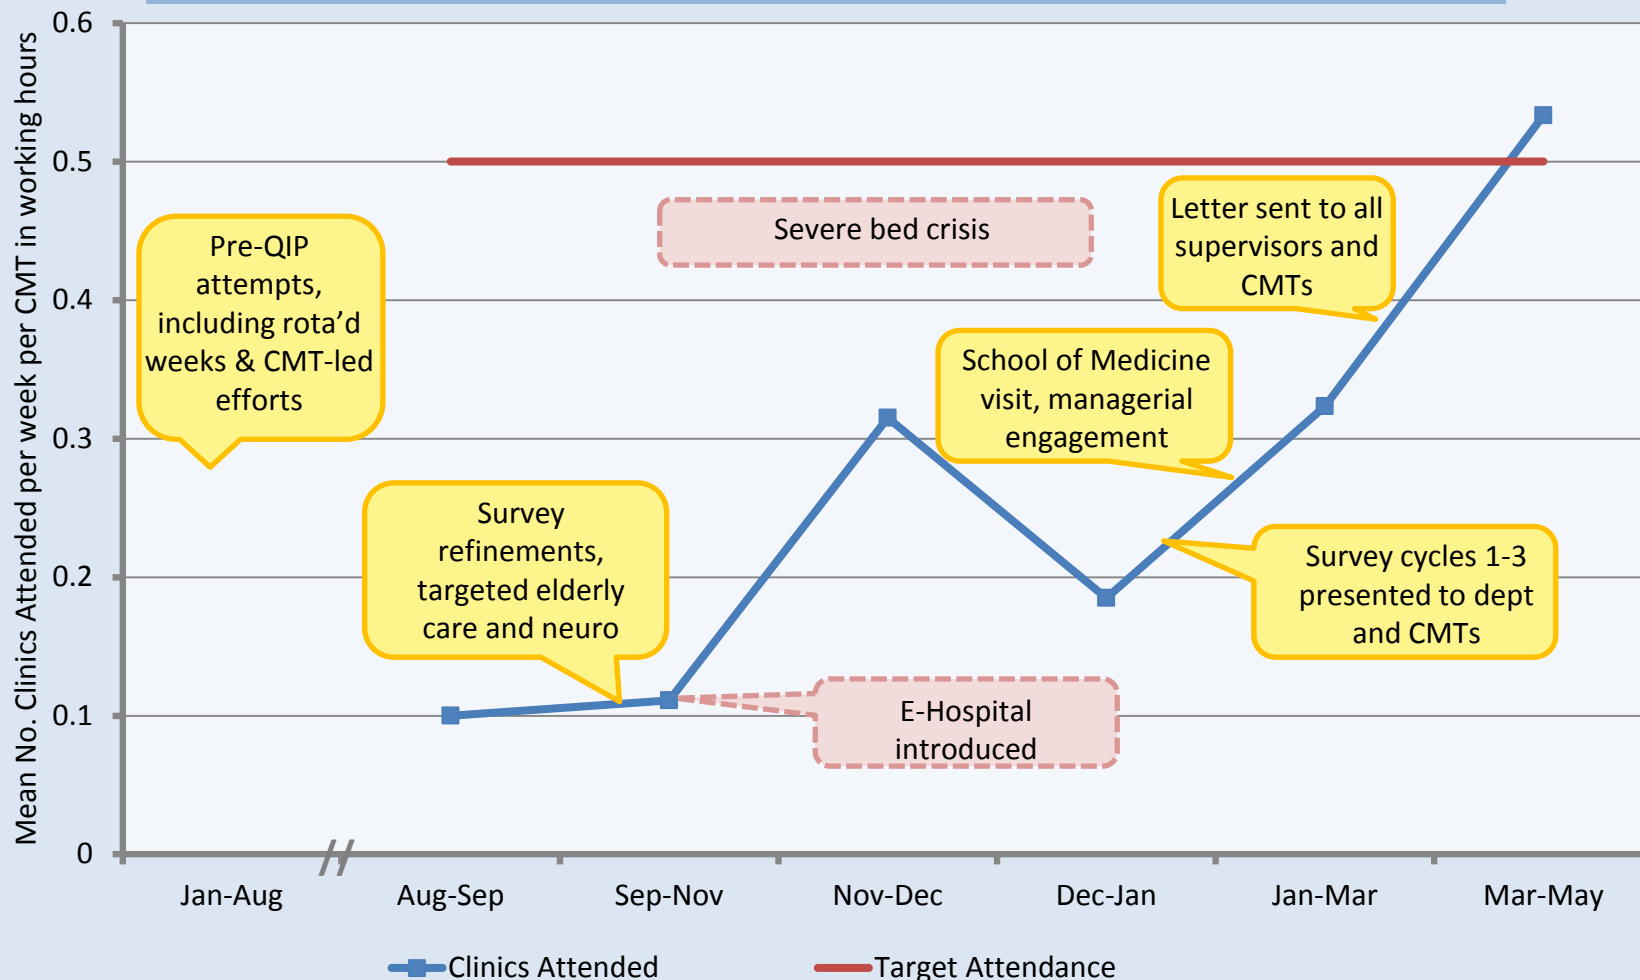 Mean No. Clinics Attended per week per CMT in working hours
0.6
0.5
0.4
0.3
0.2
0.1
0
Pre-QIP
attempts,
including rota’d
weeks & CMT-led
efforts
Survey
refinements,
targeted elderly
care and neuro
Severe bed crisis
E-Hospital
introduced
School of Medicine
visit, managerial
engagement
Letter sent to all
supervisors and
CMTs
Survey cycles 1-3
presented to dept
and CMTs
Jan-Aug
Aug-Sep
Sep-Nov
Nov-Dec
Dec-Jan
Jan-Mar
Mar-May
Clinics Attended
Target Attendance